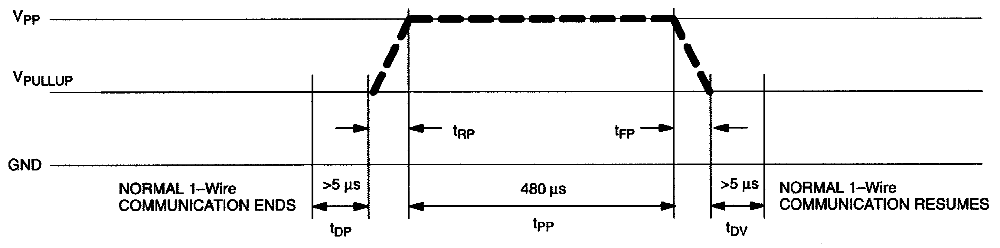 VPP
VPULLUP
tRP
tFP
GND
>5 µs
480 µs
>5 µs
NORMAL 1–Wire
COMMUNICATION ENDS
NORMAL 1–Wire
COMMUNICATION RESUMES
tDP
tPP
tDV